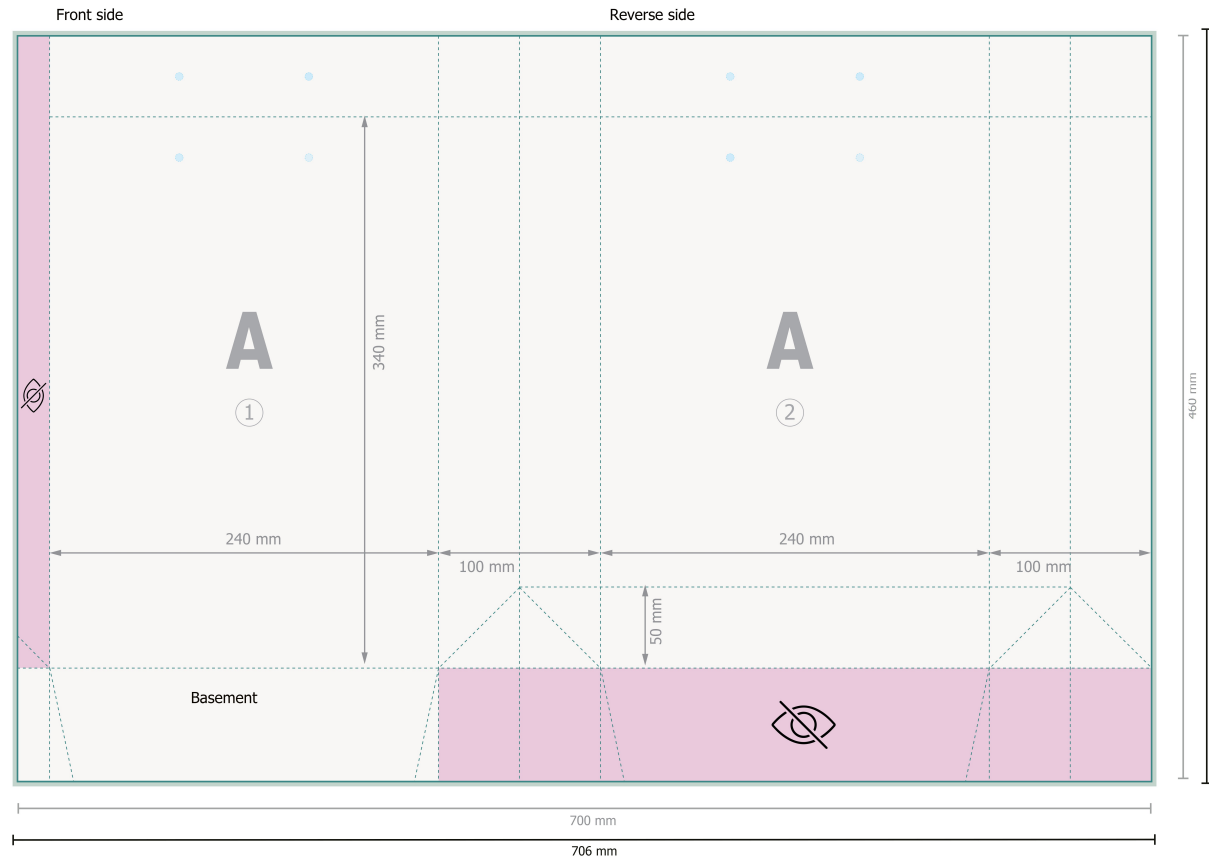 Front side
Reverse side
A
340 mm
A
460 mm
1
2
240 mm
240 mm
100 mm
100 mm
50 mm
Basement
700 mm
706 mm